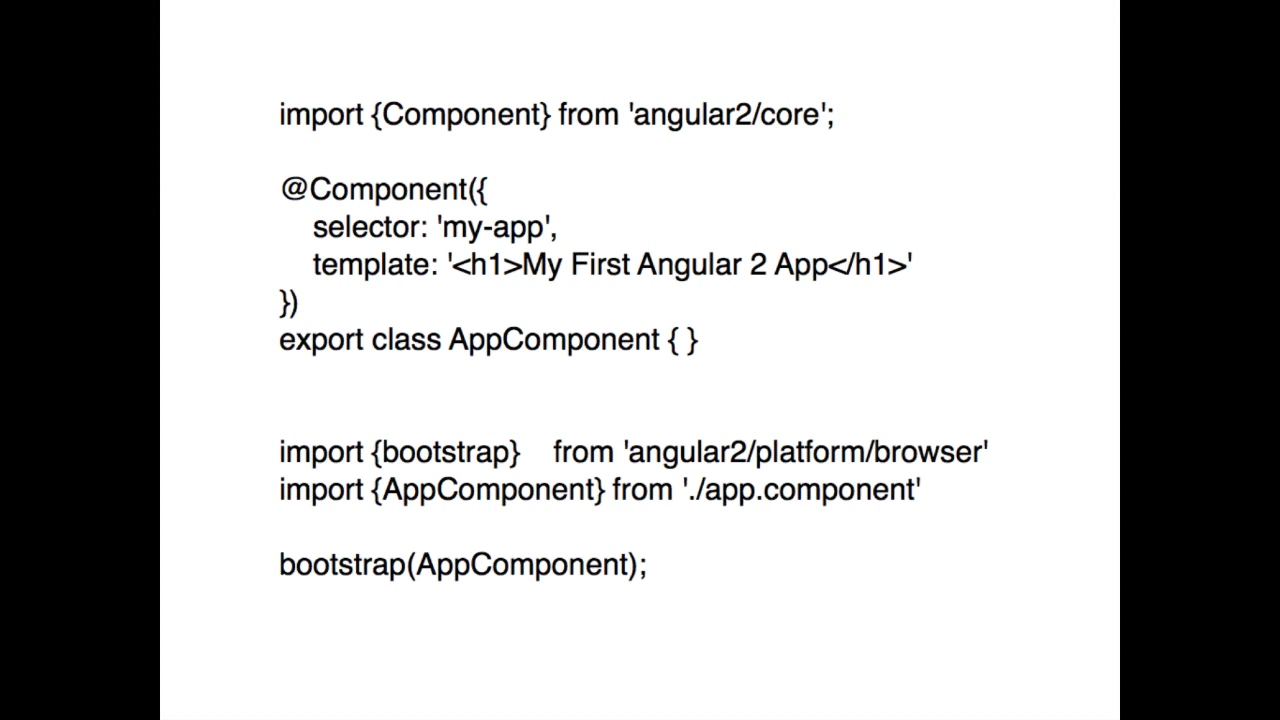 import {Component} from 'angular2/core';
@Component({
selector: 'my-app',
template: '<h1>My First Angular 2 App</h1>'
})
export class AppComponent { }
import {bootstrap}    from 'angular2/platform/browser'
import {AppComponent} from './app.component'
bootstrap(AppComponent);